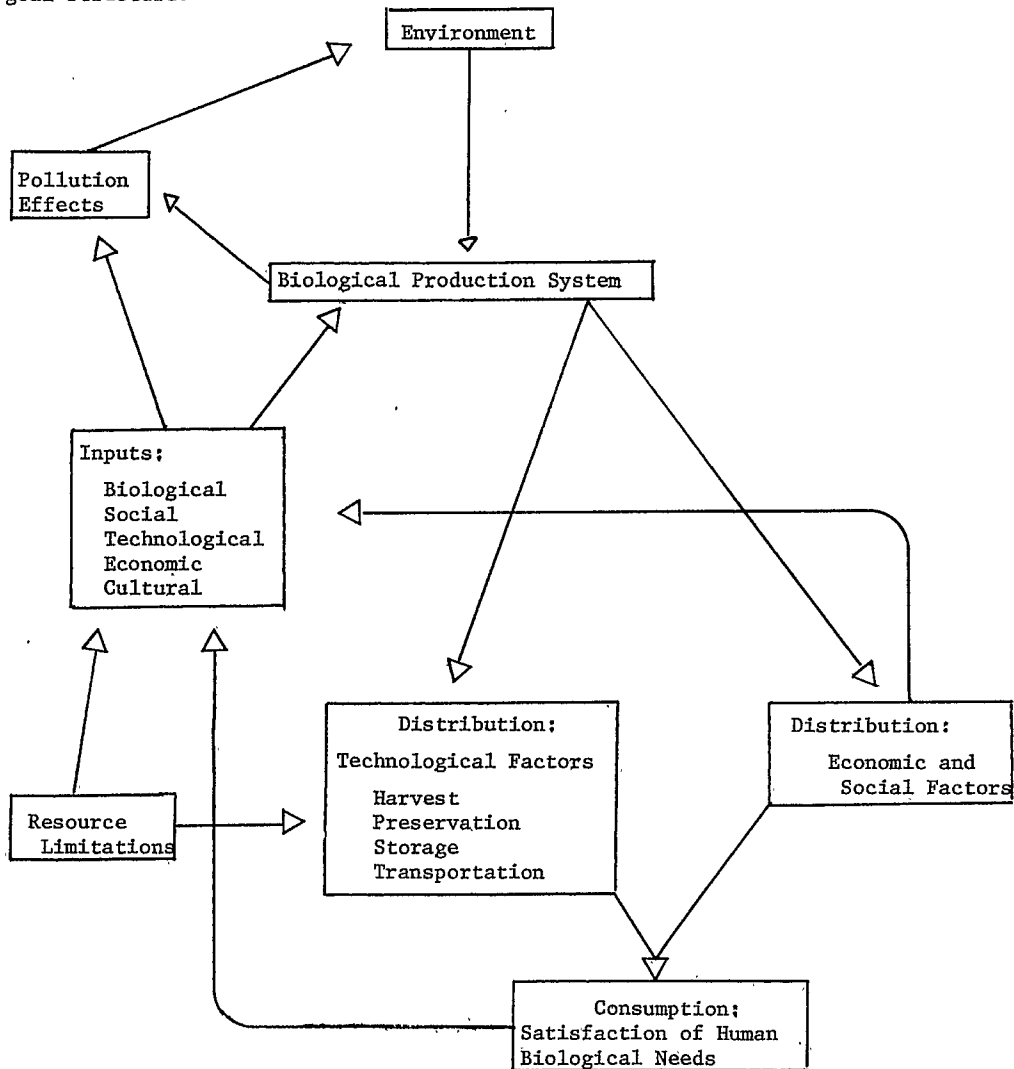 Environment
Pollution
Effects
Biological Production System
Inputs:
Biological
Social
Technological
Economic
Cultural
Distribution:
Technological Factors
Harvest
Preservation
Storage
Transportation
Distribution:
Economic and
Social Factors
Resource
Limitations
Consumption:
Satisfaction of Human
Biological Needs